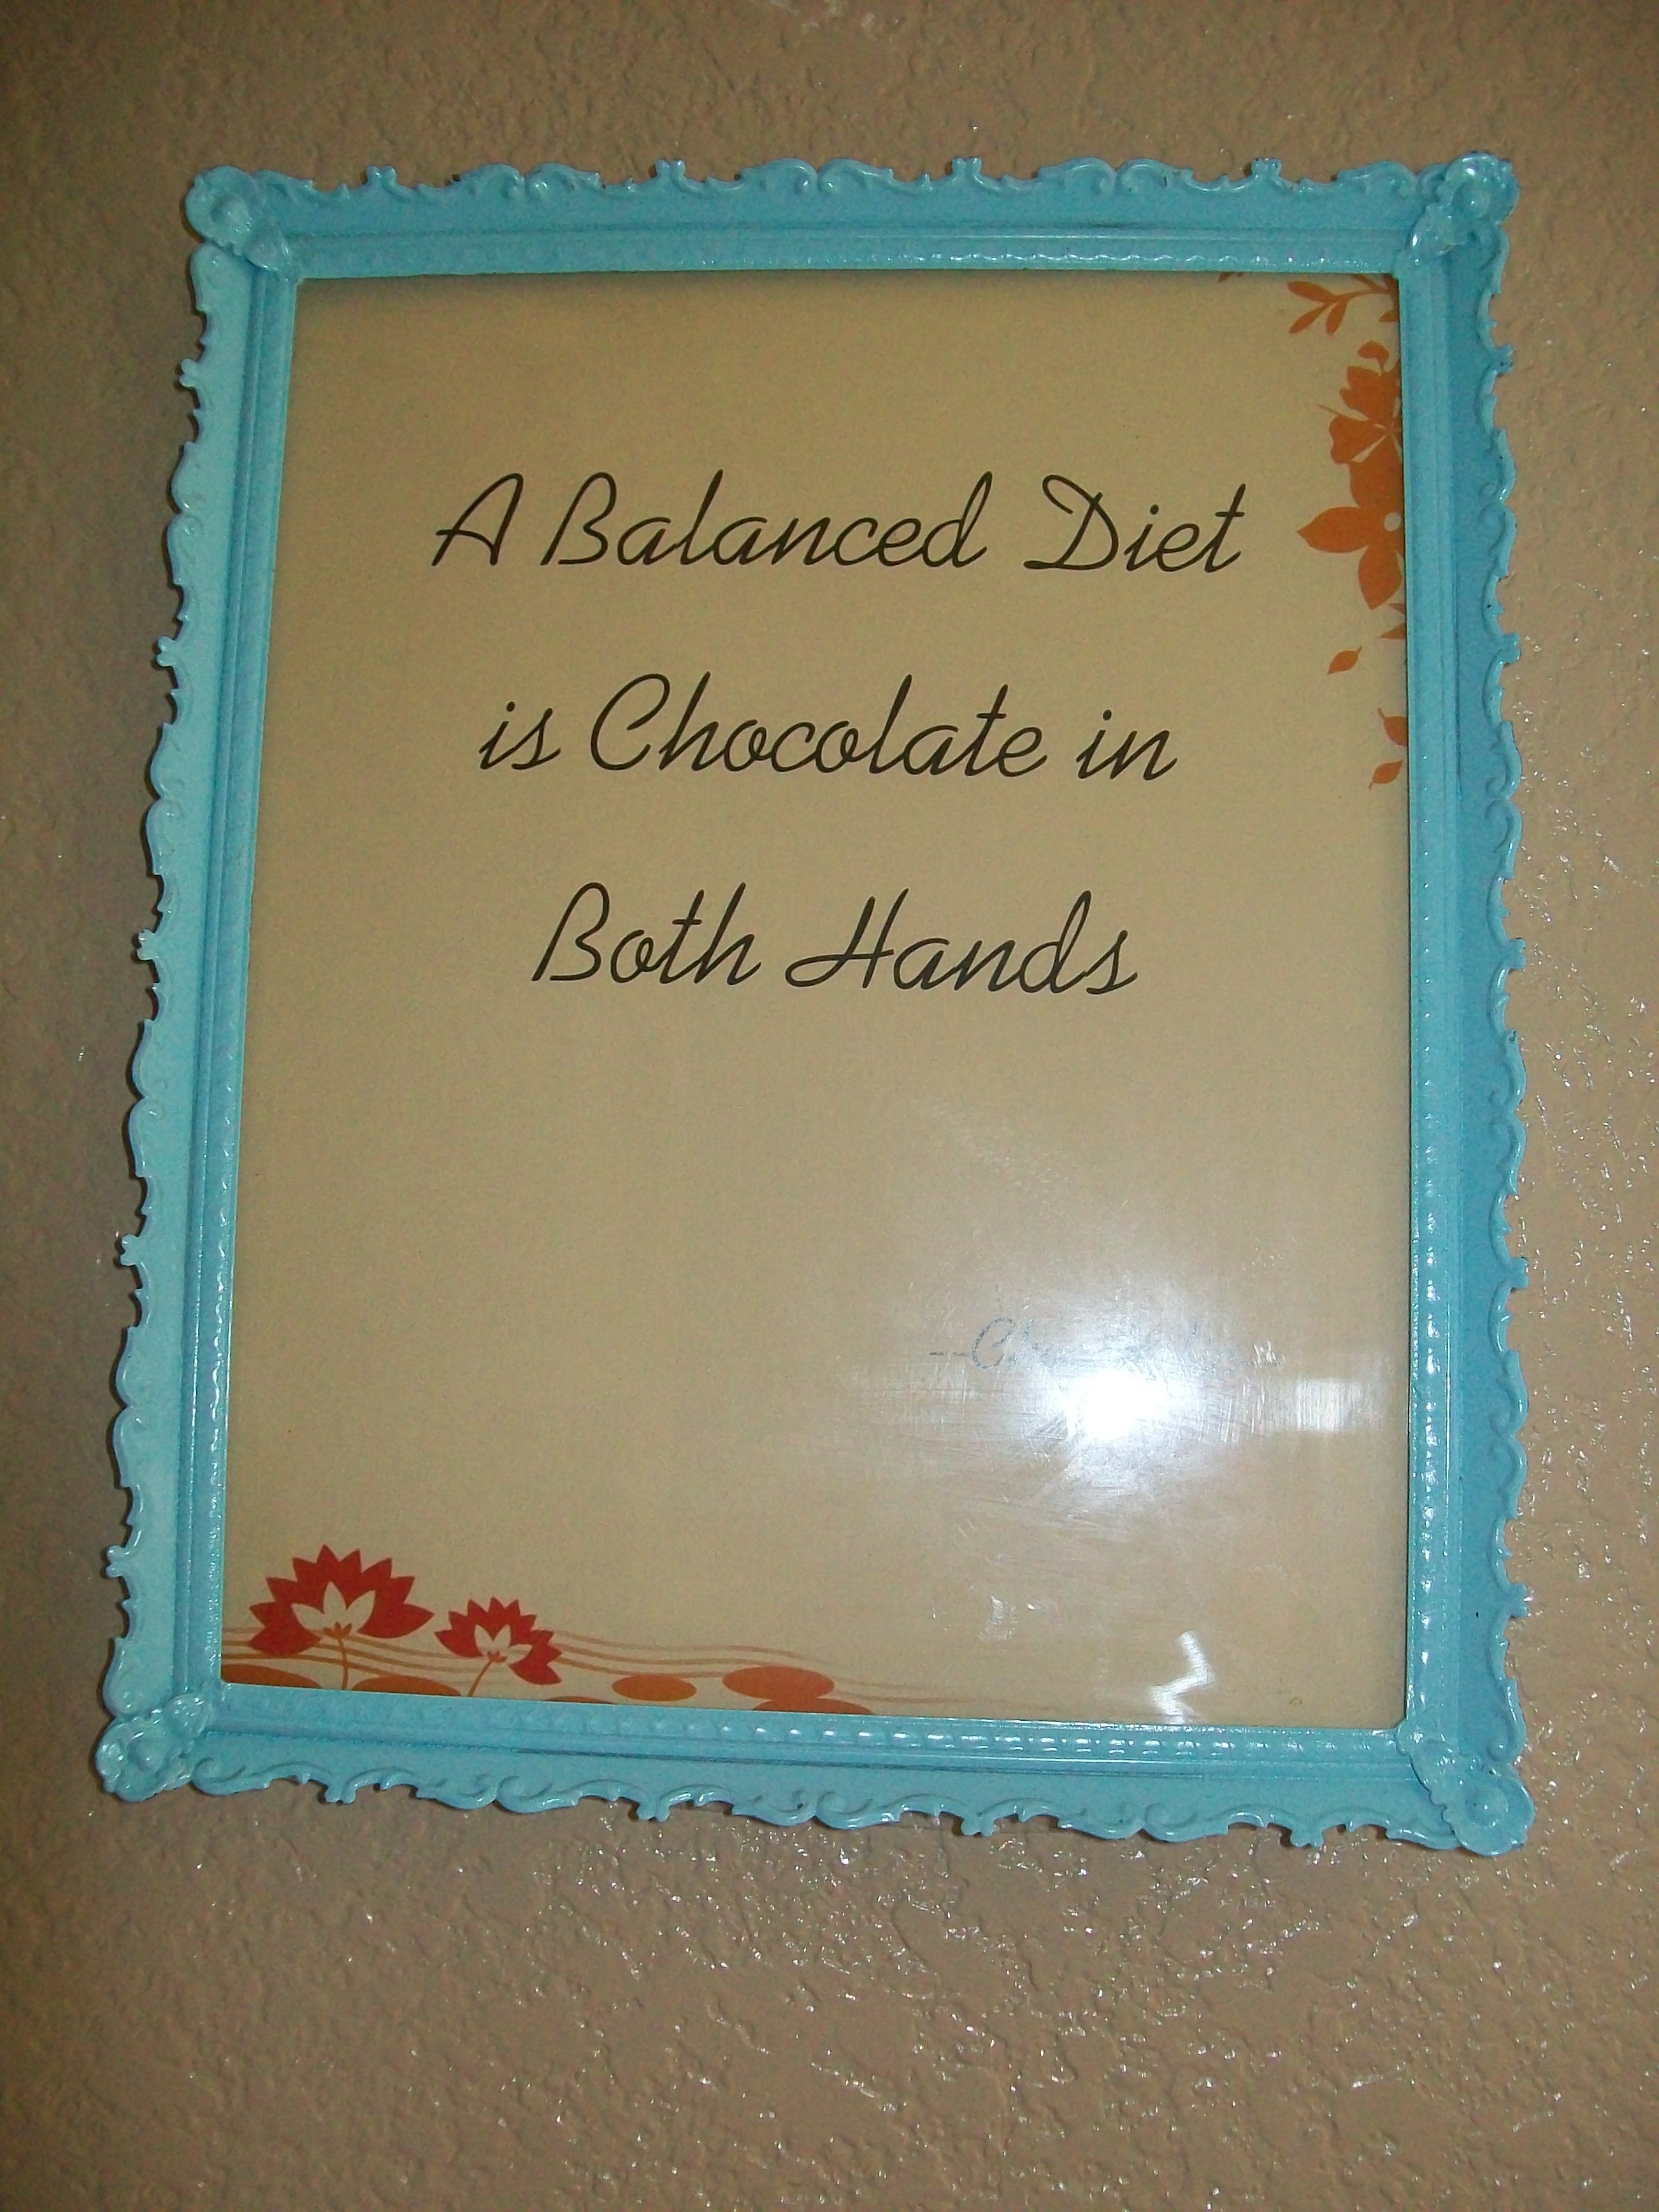 A Balanced Diet
is Chocolate in
Both Hands